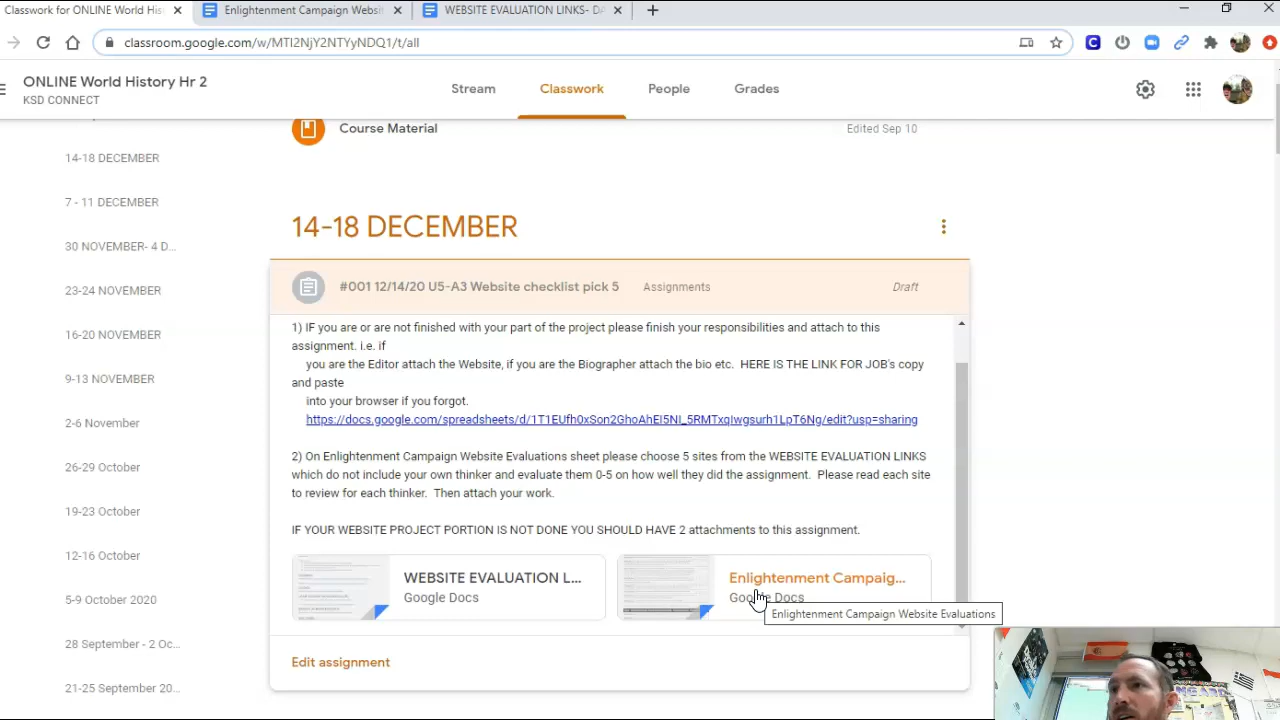 Classwork for ONLINE World His
Enlightenment Campaign Websit
WEBSITE EVALUATION LINKS- DA
classroom.google.com/w/MTI2NjY2NTYyNDQ1/t/all
ONLINE World History Hr 2
KSD CONNECT
Stream
Classwork
People
Grades
Course Material
Edited Sep 10
14-18 DECEMBER
7 - 11 DECEMBER
30 NOVEMBER- 4 D...
23-24 NOVEMBER
16-20 NOVEMBER
9-13 NOVEMBER
2-6 November
26-29 October
19-23 October
12-16 October
5-9 October 2020
28 September - 2 Oc...
21-25 September 20...
14-18 DECEMBER
#001 12/14/20 U5-A3 Website checklist pick 5
Assignments
Draft
1) IF you are or are not finished with your part of the project please finish your responsibilities and attach to this
assignment. i.e. if
you are the Editor attach the Website, if you are the Biographer attach the bio etc. HERE IS THE LINK FOR JOB's copy
and paste
into your browser if you forgot.
https://docs.google.com/spreadsheets/d/1T1EUfh0xSon2GhoAhEI5NI_5RMTxqIwgsurh1LpT6Ng/edit?usp=sharing
2) On Enlightenment Campaign Website Evaluations sheet please choose 5 sites from the WEBSITE EVALUATION LINKS
which do not include your own thinker and evaluate them 0-5 on how well they did the assignment. Please read each site
to review for each thinker. Then attach your work.
IF YOUR WEBSITE PROJECT PORTION IS NOT DONE YOU SHOULD HAVE 2 attachments to this assignment.
WEBSITE EVALUATION L...
Google Docs
Enlightenment Campaig...
Google Docs
Enlightenment Campaign Website Evaluations
Edit assignment